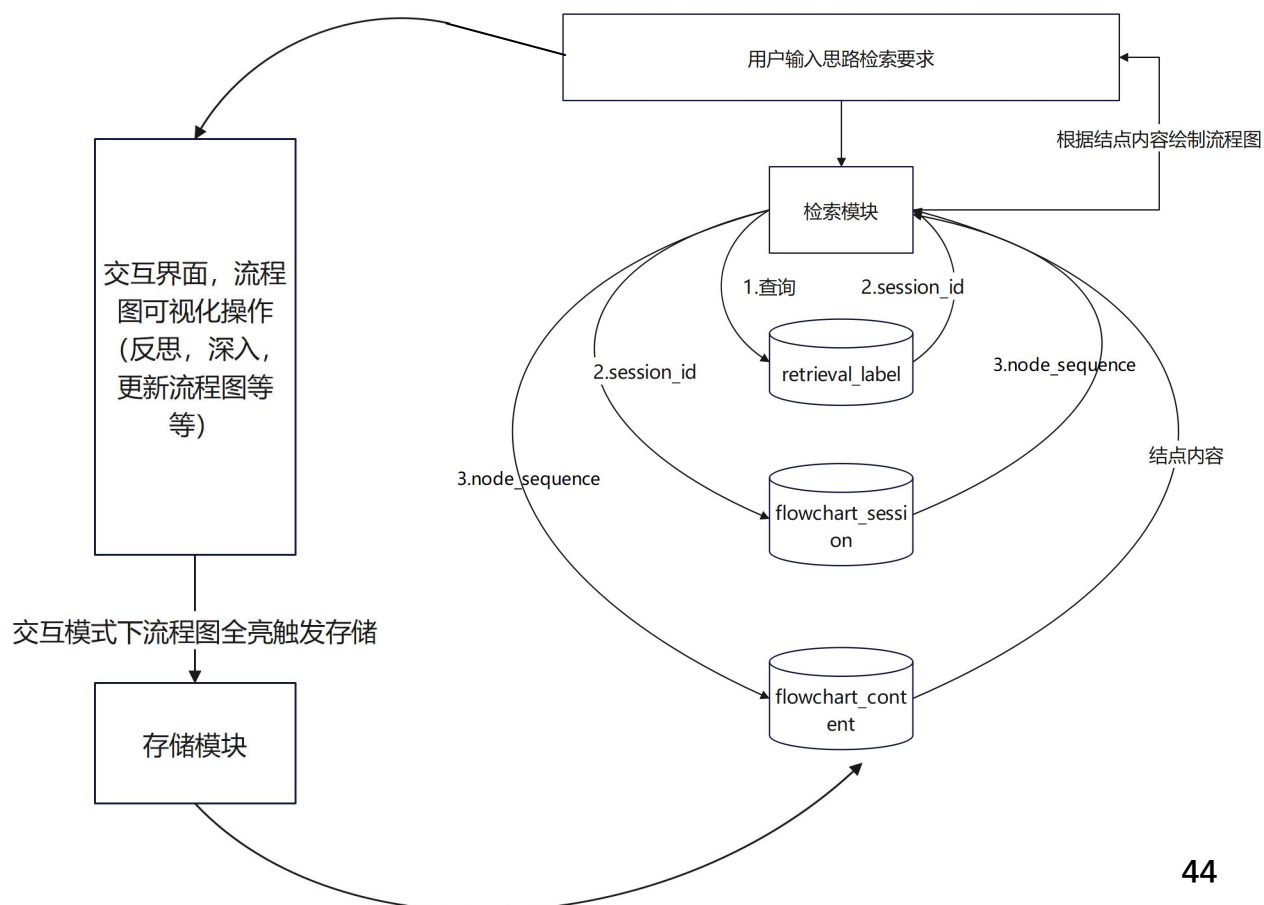 用户输入思路检索要求
根据结点内容绘制流程图
检索模块
交互界面，流程
图可视化操作
（反思，深入，
更新流程图等
等）
1.查询
2.session_id
2.session_id
retrieval_label
3.node_sequence
3.node_sequence
结点内容
flowchart_sessi
on
交互模式下流程图全亮触发存储
flowchart_cont
ent
存储模块
44